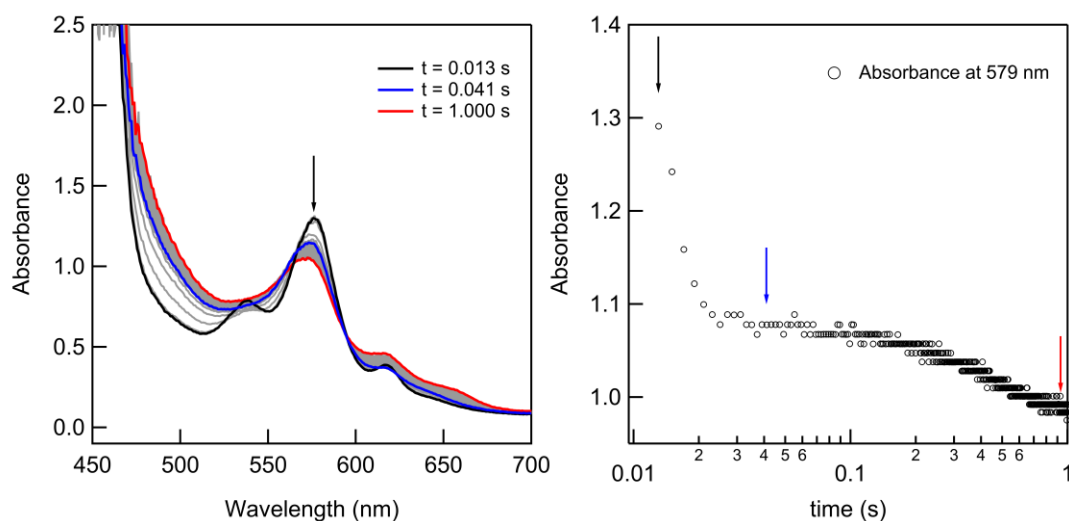 2.5
2.0
1.5
1.0
0.5
0.0
Absorbance
t = 0.013 s
t = 0.041 s
t = 1.000 s
450 500 550 600 650 700
Wavelength (nm)
1.4
1.3
1.2
1.1
1.0
Absorbance
Absorbance at 579 nm
0.01 2 3 4 5 6 0.1 2 3 4 5 6 1
time (s)